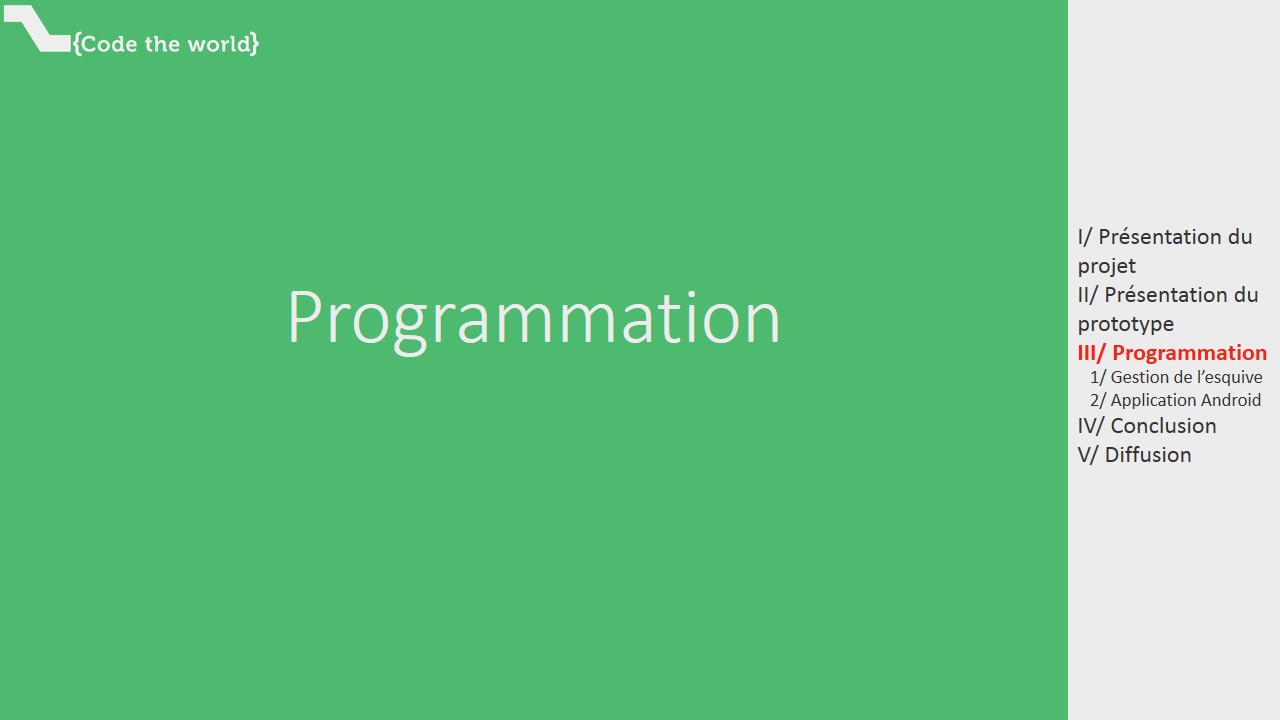 {Code the world}
Programmation
I/ Présentation du
projet
II/ Présentation du
prototype
III/ Programmation
1/ Gestion de l’esquive
2/ Application Android
IV/ Conclusion
V/ Diffusion